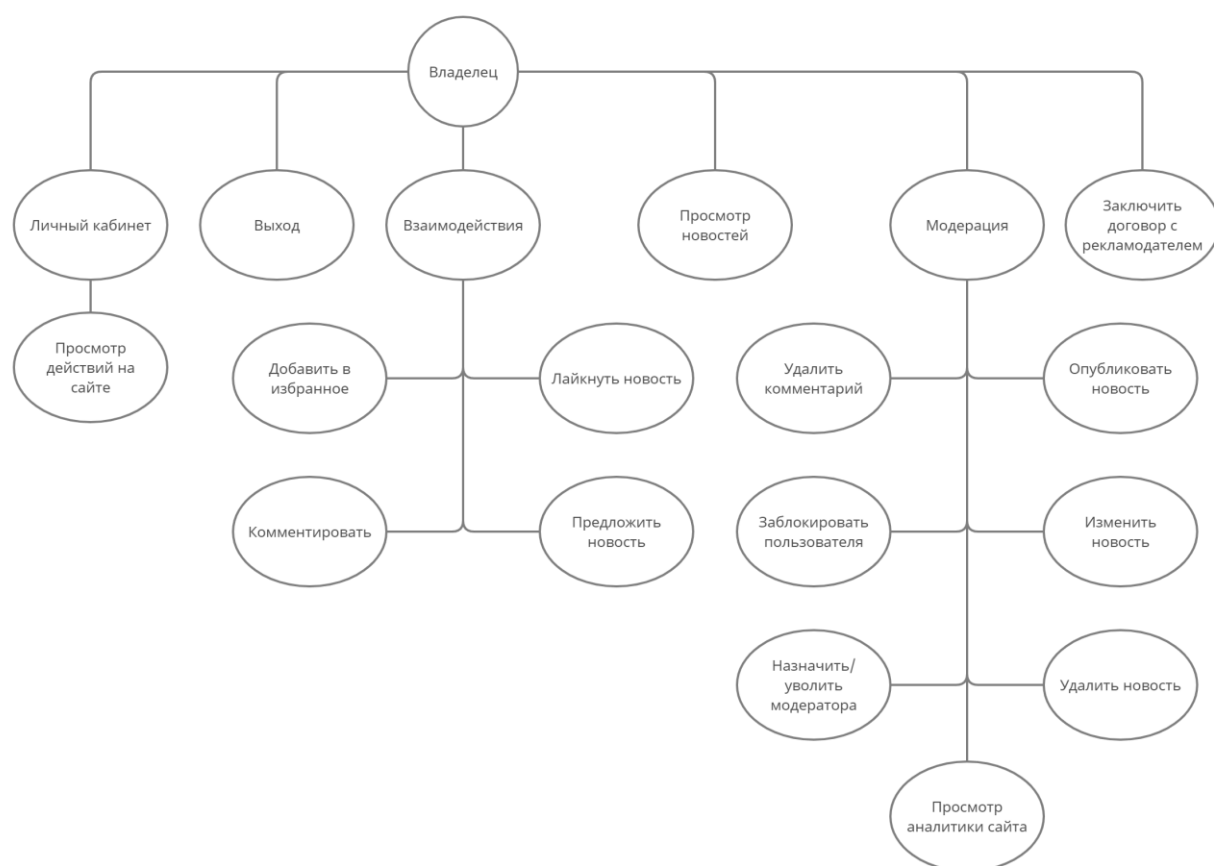 Владелец
Личный кабинет
Выход
Взаимодействия
Просмотр
новостей
Модерация
Заключить
договор с
рекламодателем
Просмотр
действий на
сайте
Добавить в
избранное
Лайкнуть новость
Удалить
комментарий
Опубликовать
новость
Комментировать
Предложить
новость
Заблокировать
пользователя
Изменить
новость
Назначить/
уволить
модератора
Удалить новость
Просмотр
аналитики сайта